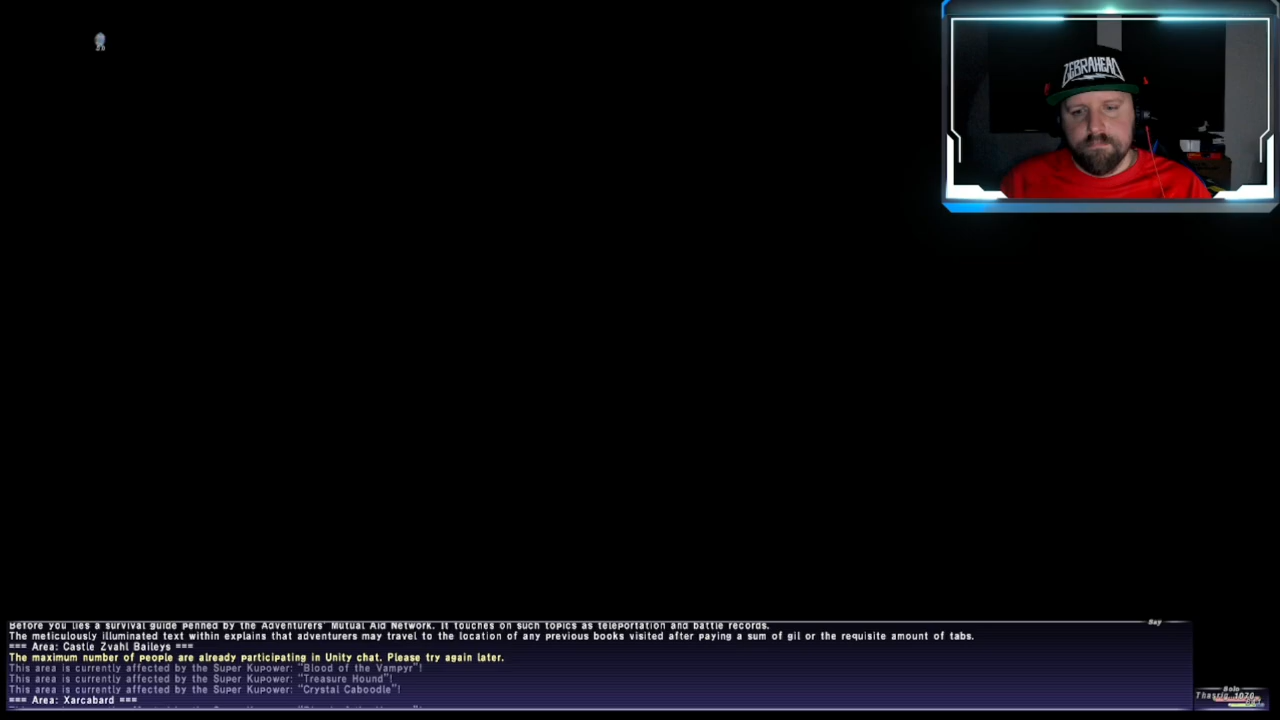 ZEBRAHEAD
Before you lies a survival guide penned by the Adventurers' Mutual Aid Network. It touches on such topics as teleportation and battle records.
The meticulously illuminated text within explains that adventurers may travel to the location of any previous books visited after paying a sum of gil or the requisite amount of tabs.
=== Area: Castle Zvahl Baileys ===
The maximum number of people are already participating in Unity chat. Please try again later.
This area is currently affected by the Super Kupower: "Blood of the Vampyr"!
This area is currently affected by the Super Kupower: "Treasure Hound"!
This area is currently affected by the Super Kupower: "Crystal Caboodle"!
=== Area: Xarcabard ===
Say
Solo